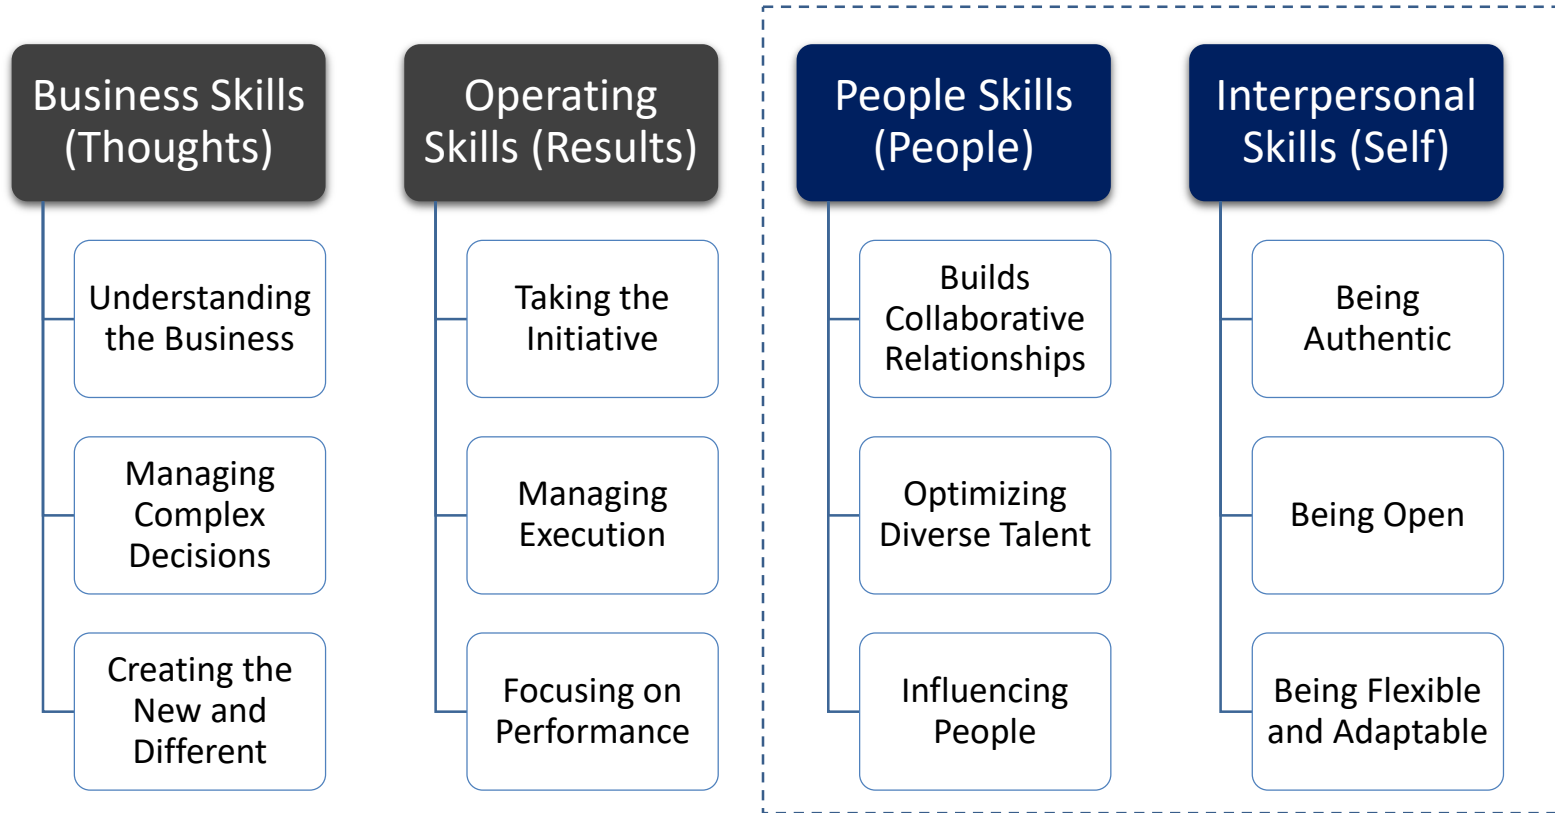 Business Skills
(Thoughts)
Understanding
the Business
Managing
Complex
Decisions
Creating the
New and
Different
Operating
Skills (Results)
Taking the
Initiative
Managing
Execution
Focusing on
Performance
People Skills
(People)
Builds
Collaborative
Relationships
Optimizing
Diverse Talent
Influencing
People
Interpersonal
Skills (Self)
Being
Authentic
Being Open
Being Flexible
and Adaptable